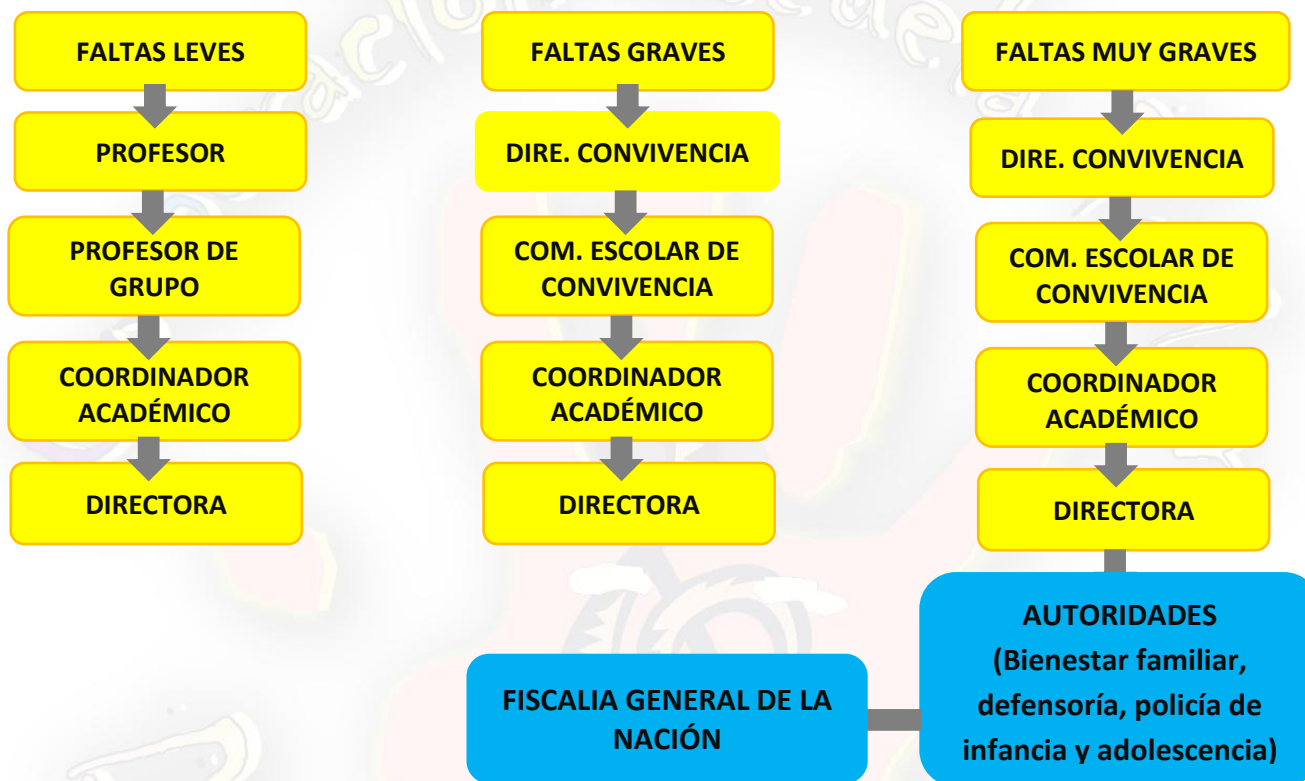 FALTAS LEVES
PROFESOR
PROFESOR DE
GRUPO
COORDINADOR
ACADÉMICO
DIRECTORA
FALTAS GRAVES
DIRE. CONVIVENCIA
COM. ESCOLAR DE
CONVIVENCIA
COORDINADOR
ACADÉMICO
DIRECTORA
FALTAS MUY GRAVES
DIRE. CONVIVENCIA
COM. ESCOLAR DE
CONVIVENCIA
COORDINADOR
ACADÉMICO
DIRECTORA
AUTORIDADES
(Bienestar familiar,
defensoría, policía de
infancia y adolescencia)
FISCALIA GENERAL DE LA
NACIÓN